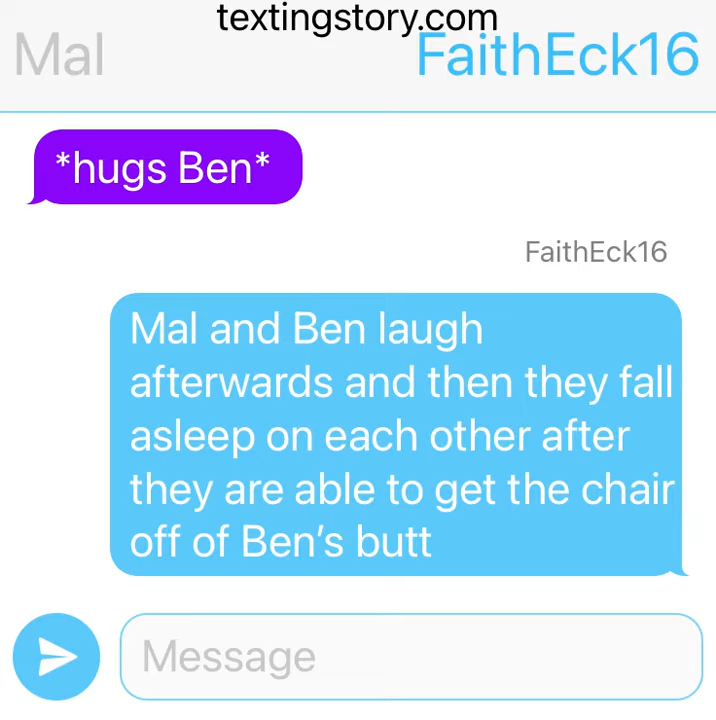 textingstory.com
Mal
FaithEck16
*hugs Ben*
FaithEck16
Mal and Ben laugh
afterwards and then they fall
asleep on each other after
they are able to get the chair
off of Ben’s butt
Message